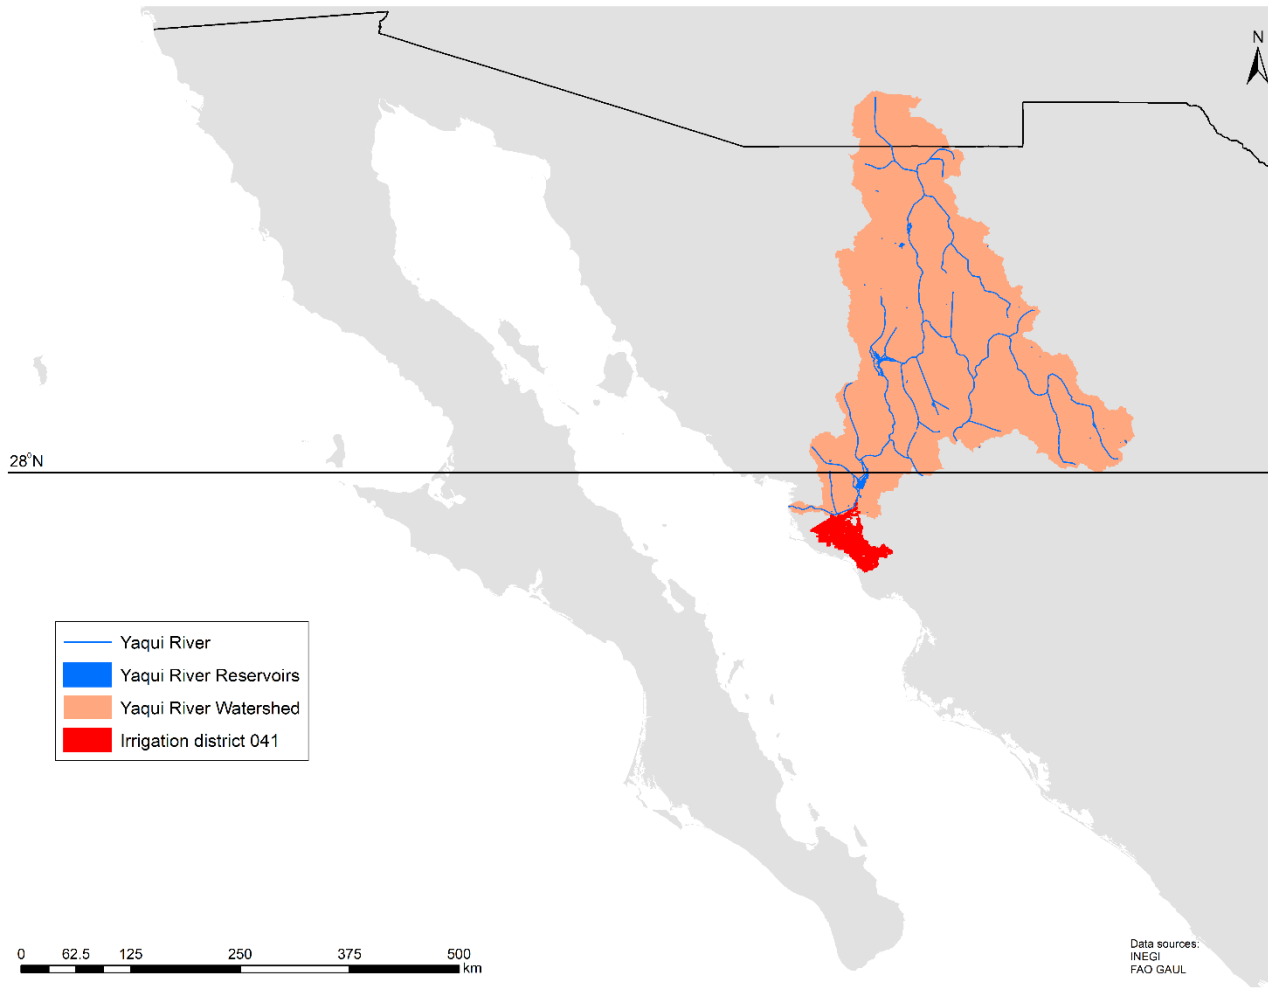 N
28°N
Yaqui River
Yaqui River Reservoirs
Yaqui River Watershed
Irrigation district 041
0 62.5 125 250 375 500
km
Data sources:
INEGI
FAO GAUL